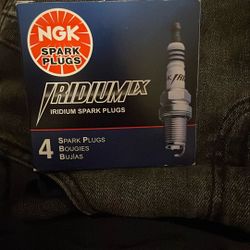 NGK
SPARK
PLUGS
IRIDIUM IX
IRIDIUM SPARK PLUGS
4 SPARK PLUGS
BOUGIES
BUJÍAS